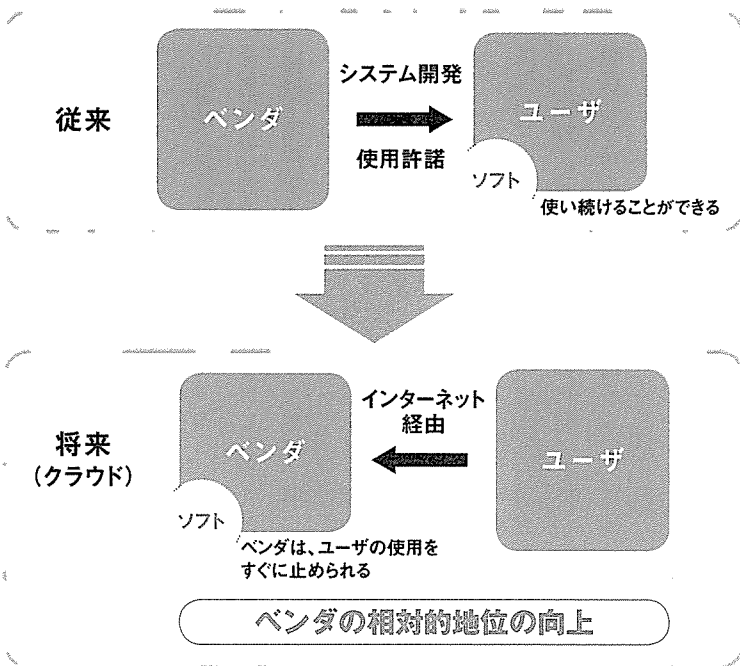 従来
ベンダ
システム開発
使用許諾
ユーザ
ソフト
使い続けることができる
将来
(クラウド)
ベンダ
ソフト
インターネット
経由
ユーザ
ベンダは、ユーザの使用を
すぐに止められる
ベンダの相対的地位の向上